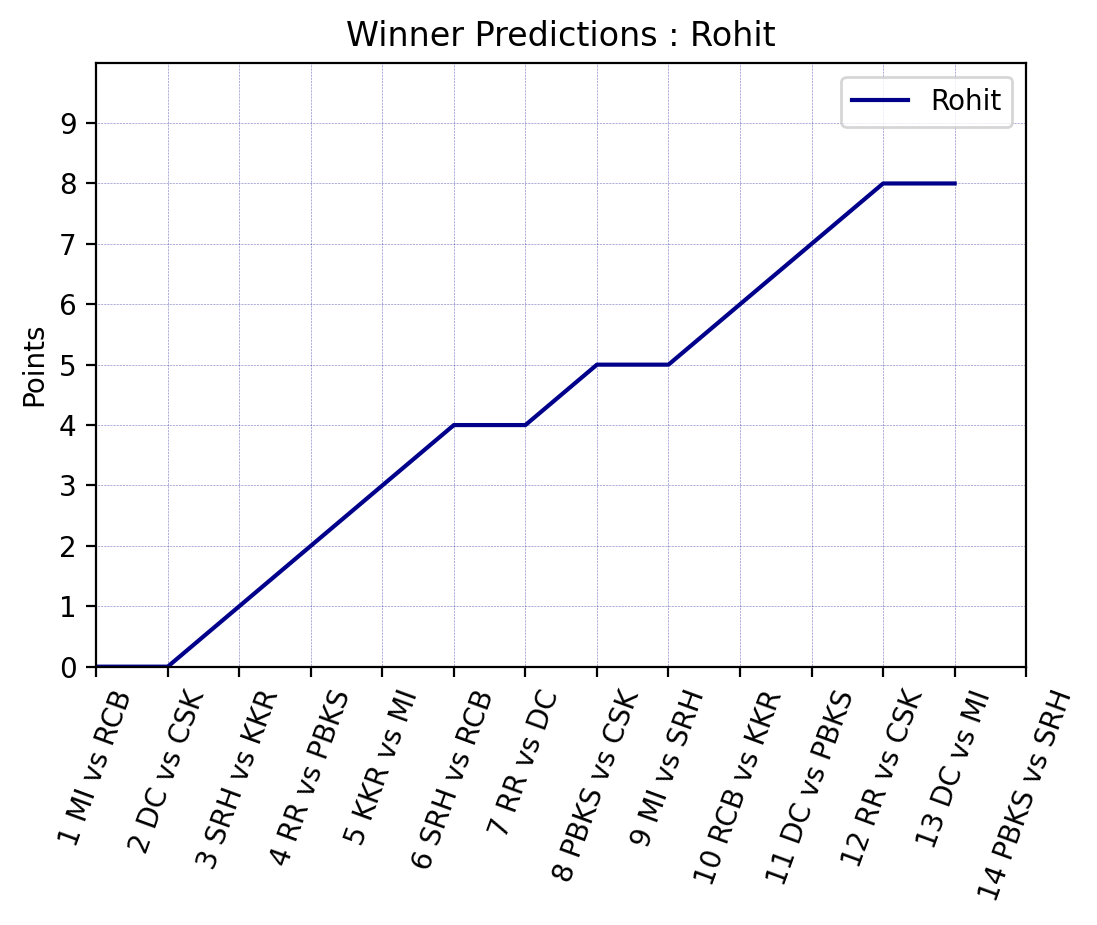 Winner Predictions : Rohit
Rohit
Points
9
8
7
6
5
4
3
2
1
0
1 MI vs RCB
2 DC vs CSK
3 SRH vs KKR
4 RR vs PBKS
5 KKR vs MI
6 SRH vs RCB
7 RR vs DC
8 PBKS vs CSK
9 MI vs SRH
10 RCB vs KKR
11 DC vs PBKS
12 RR vs CSK
13 DC vs MI
14 PBKS vs SRH